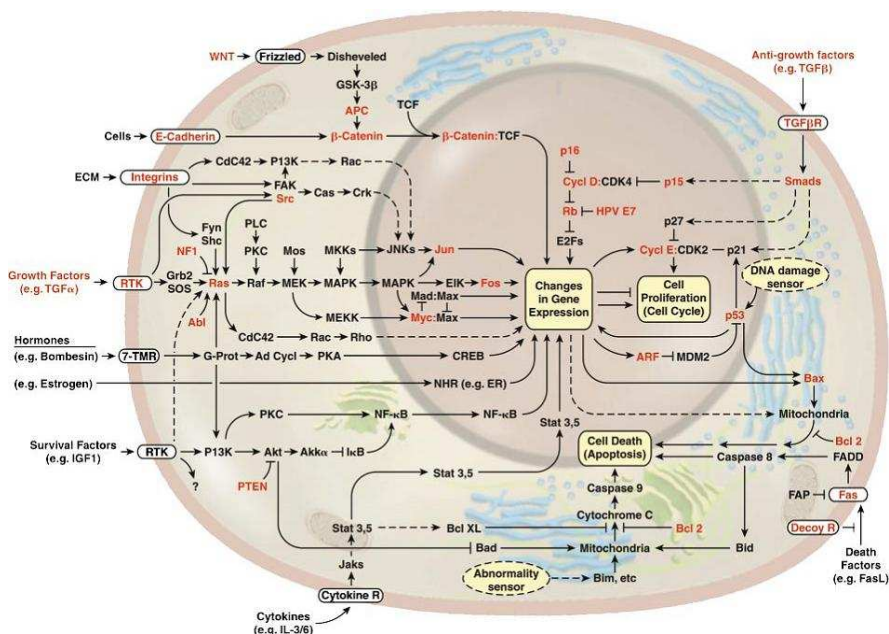 WNT
Frizzled
Disheveled
GSK-3β
APC
TCF
Cells
E-Cadherin
β-Catenin
β-Catenin:TCF
CdC42
P13K
Rac
ECM
Integrins
FAK
Src
Cas
Crk
Fyn
Shc
NF1
PLC
PKC
Mos
MKKs
JNKs
Jun
Growth Factors
(e.g. TGFα)
RTK
Grb2
SOS
Ras
Raf
MEK
MAPK
MAPK
ElK
Fos
Mad:Max
MEKK
Myc:Max
Abl
CdC42
Rac
Rho
Hormones
(e.g. Bombesin)
7-TMR
G-Prot
Ad Cycl
PKA
CREB
(e.g. Estrogen)
NHR (e.g. ER)
PKC
NF-κB
NF-κB
Survival Factors
(e.g. IGF1)
RTK
P13K
Akt
Akkα
IκB
?
PTEN
Stat 3,5
Stat 3,5
Stat 3,5
Jaks
Cytokine R
Cytokines
(e.g. IL-3/6)
Anti-growth factors
(e.g. TGFβ)
TGFβR
Smads
p16
Cycl D:CDK4
p15
Rb
HPV E7
E2Fs
p27
Cycl E:CDK2
p21
DNA damage
sensor
Changes
in Gene
Expression
Cell
Proliferation
(Cell Cycle)
p53
ARF
MDM2
Bax
Mitochondria
Bcl 2
Cell Death
(Apoptosis)
Caspase 8
FADD
Caspase 9
FAP
Fas
Cytochrome C
Bcl XL
Bcl 2
Decoy R
Bad
Mitochondria
Bid
Death
Factors
(e.g. FasL)
Abnormality
sensor
Bim, etc